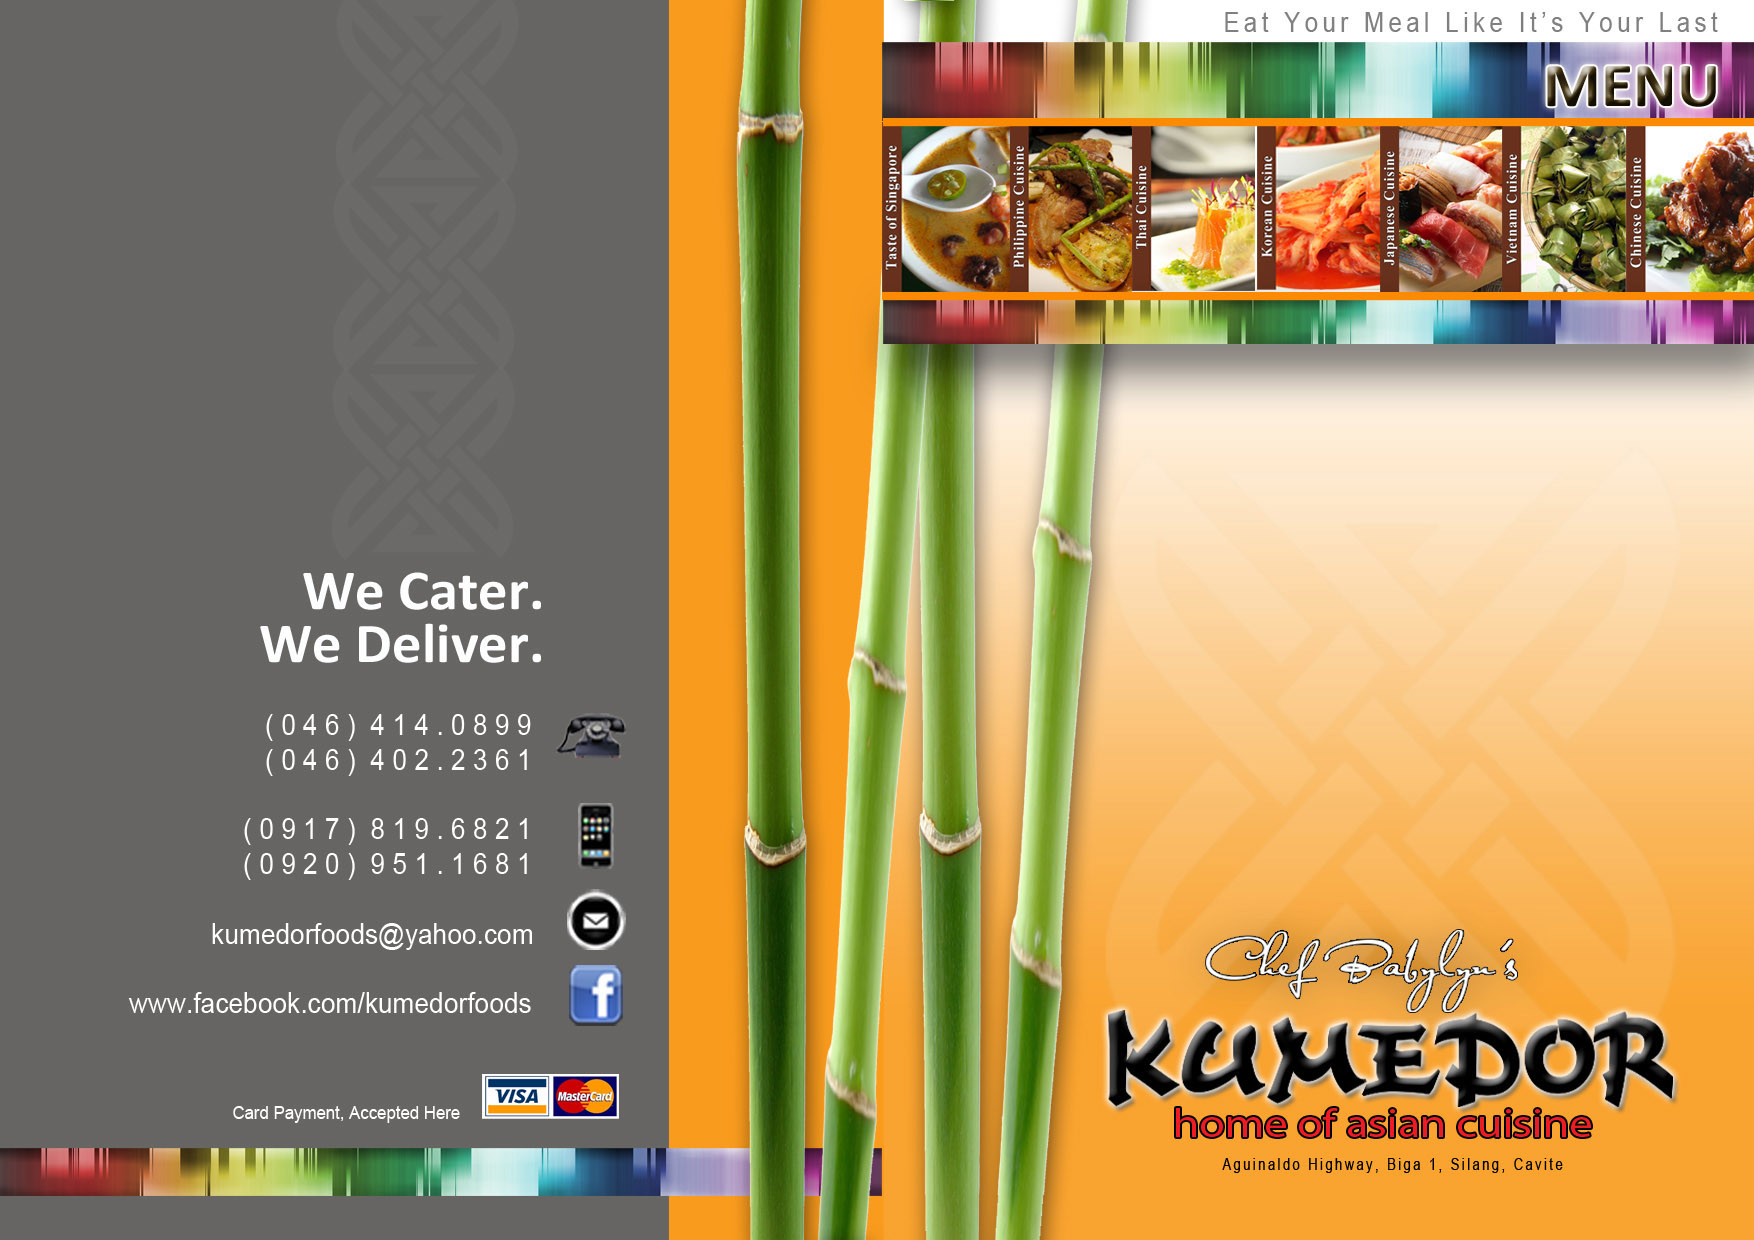 We Cater.
We Deliver.
(046) 414.0899
(046) 402.2361
(0917) 819.6821
(0920) 951.1681
kumedorfoods@yahoo.com
www.facebook.com/kumedorfoods
Card Payment, Accepted Here
VISA
MasterCard
Eat Your Meal Like It's Your Last
MENU
Taste of Singapore
Philippine Cuisine
Thai Cuisine
Korean Cuisine
Japanese Cuisine
Vietnam Cuisine
Chinese Cuisine
Chef Babylyn's
KUMEDOR
home of asian cuisine
Aguinaldo Highway, Biga 1, Silang, Cavite